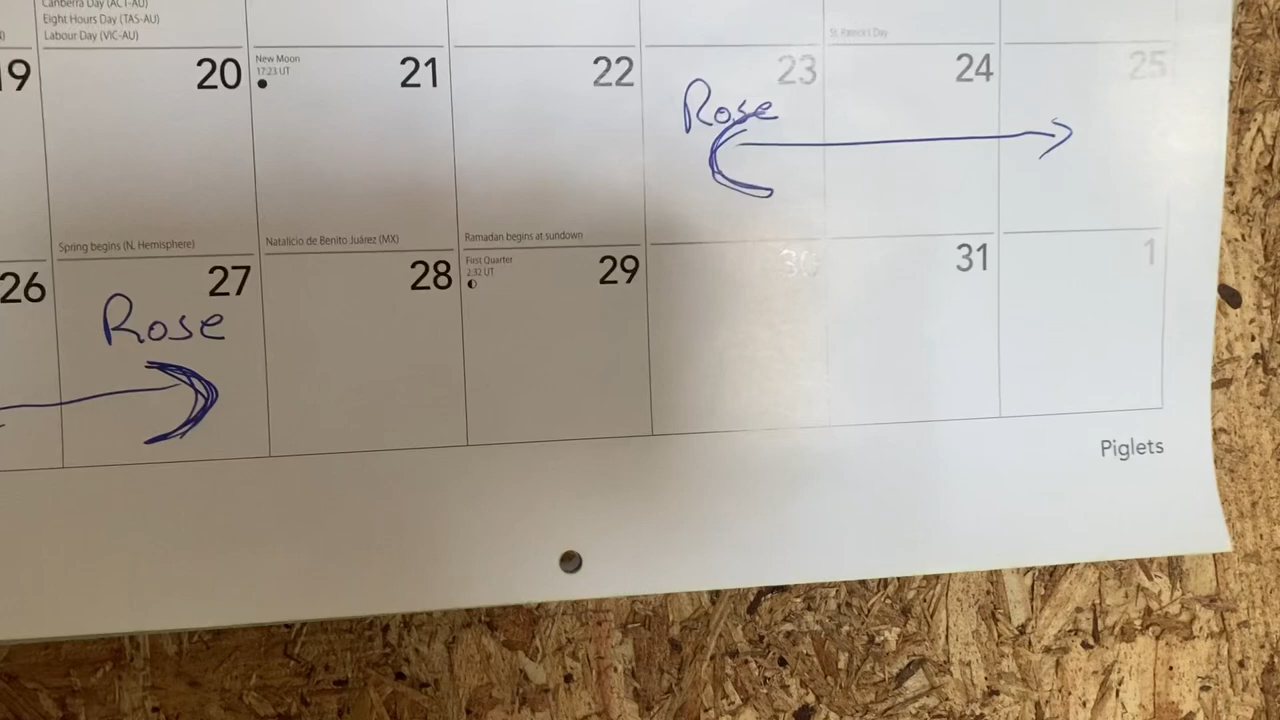 Canberra Day (ACT-AU)
Eight Hours Day (TAS-AU)
Labour Day (VIC-AU)
St. Patrick's Day
19
20
New Moon
17:23 UT
21
22
23
24
25
Rose
Spring begins (N. Hemisphere)
Natalicio de Benito Juárez (MX)
Ramadan begins at sundown
26
27
28
First Quarter
2:32 UT
29
30
31
1
Rose
Piglets